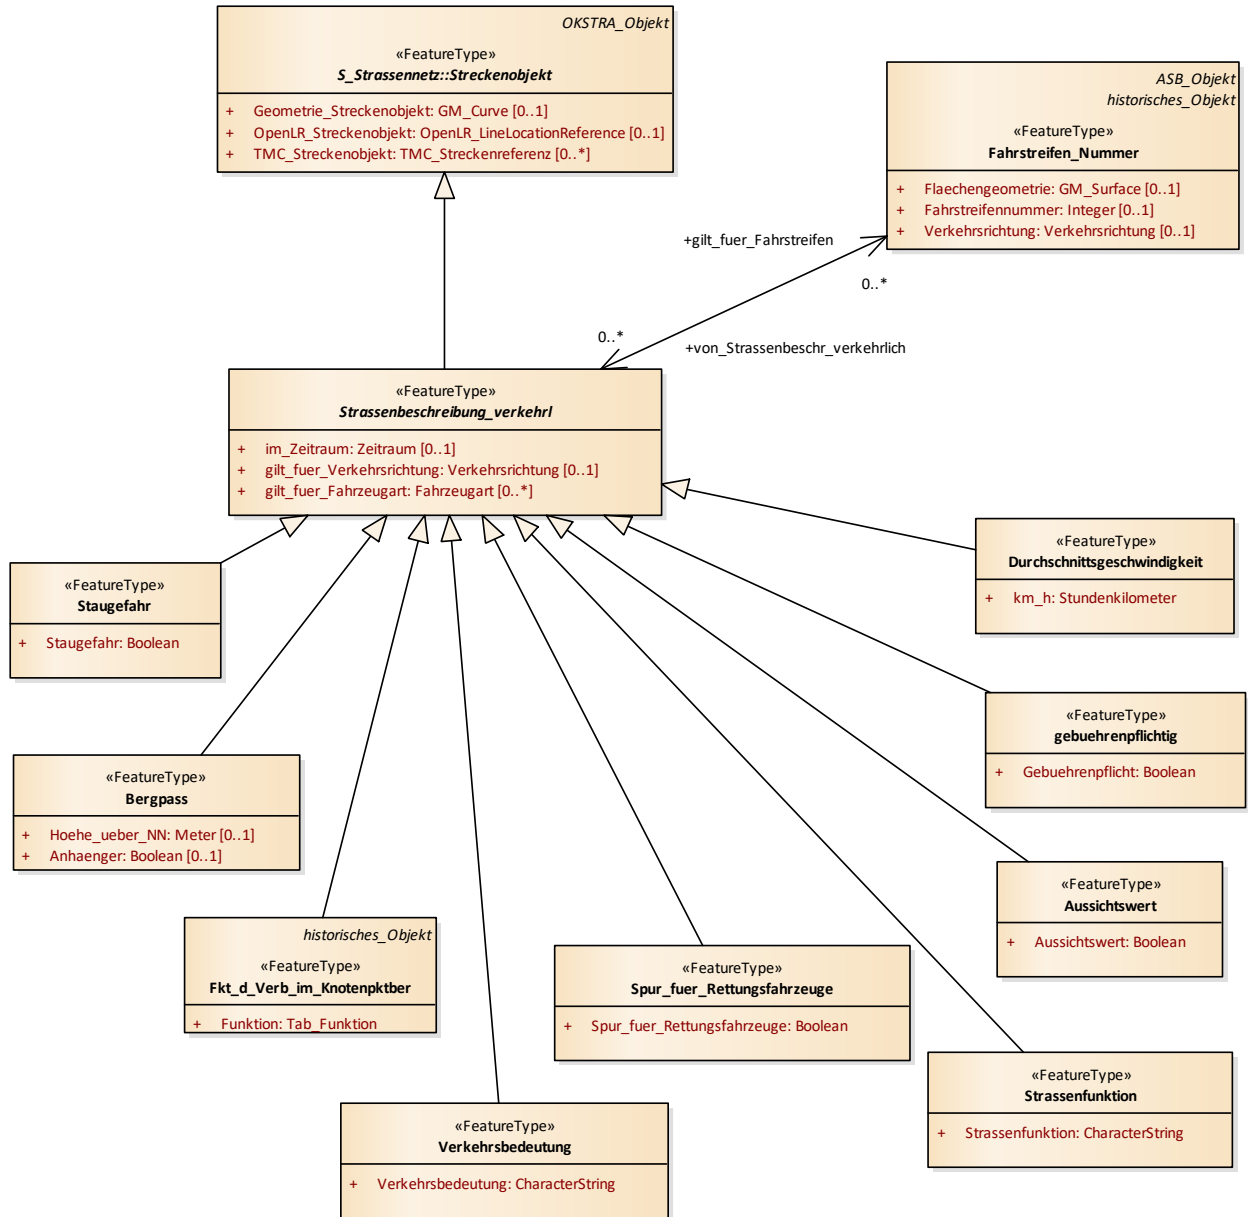 OKSTRA_Objekt
«FeatureType»
S_Strassennetz::Streckenobjekt
+ Geometrie_Streckenobjekt: GM_Curve [0..1]
+ OpenLR_Streckenobjekt: OpenLR_LineLocationReference [0..1]
+ TMC_Streckenobjekt: TMC_Streckenreferenz [0..*]
ASB_Objekt
historisches_Objekt
«FeatureType»
Fahrstreifen_Nummer
+ Flaechengeometrie: GM_Surface [0..1]
+ Fahrstreifennummer: Integer [0..1]
+ Verkehrsrichtung: Verkehrsrichtung [0..1]
+gilt_fuer_Fahrstreifen
0..*
0..*
+von_Strassenbeschr_verkehrlich
«FeatureType»
Strassenbeschreibung_verkehrl
+ im_Zeitraum: Zeitraum [0..1]
+ gilt_fuer_Verkehrsrichtung: Verkehrsrichtung [0..1]
+ gilt_fuer_Fahrzeugart: Fahrzeugart [0..*]
«FeatureType»
Durchschnittsgeschwindigkeit
+ km_h: Stundenkilometer
«FeatureType»
Staugefahr
+ Staugefahr: Boolean
«FeatureType»
gebuehrenpflichtig
+ Gebuehrenpflicht: Boolean
«FeatureType»
Bergpass
+ Hoehe_ueber_NN: Meter [0..1]
+ Anhaenger: Boolean [0..1]
«FeatureType»
Aussichtswert
+ Aussichtswert: Boolean
historisches_Objekt
«FeatureType»
Fkt_d_Verb_im_Knotenpktber
+ Funktion: Tab_Funktion
«FeatureType»
Spur_fuer_Rettungsfahrzeuge
+ Spur_fuer_Rettungsfahrzeuge: Boolean
«FeatureType»
Strassenfunktion
+ Strassenfunktion: CharacterString
«FeatureType»
Verkehrsbedeutung
+ Verkehrsbedeutung: CharacterString